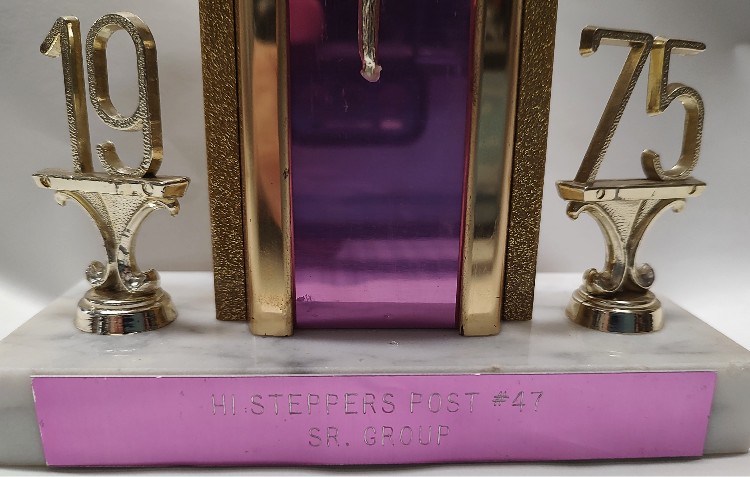 19 75
HI-STEPPERS POST #47
SR. GROUP